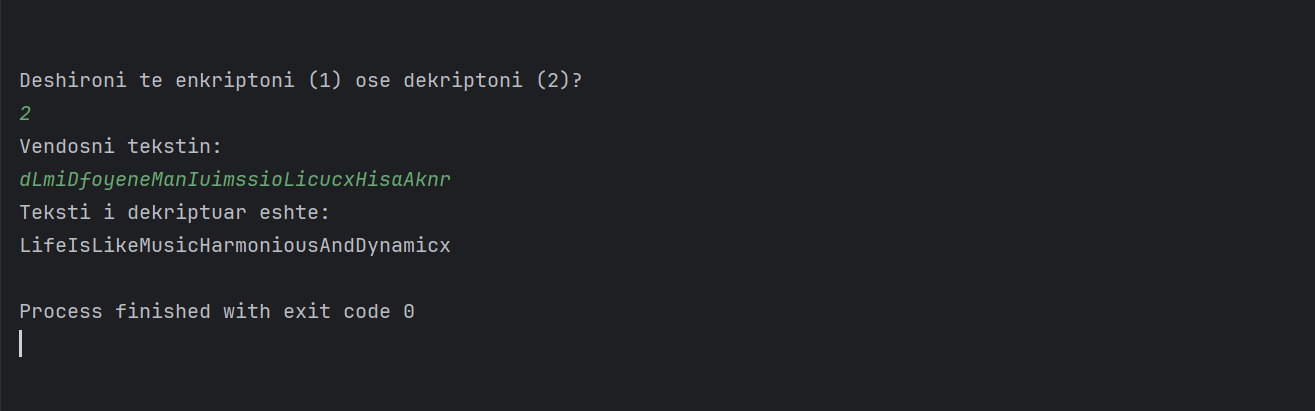 Deshironi te enkriptoni (1) ose dekriptoni (2)?
2
Vendosni tekstin:
dLmiDfoyeneManIuimssioLicucxHisaAknr
Teksti i dekriptuar eshte:
LifeIsLikeMusicHarmoniousAndDynamicx
Process finished with exit code 0